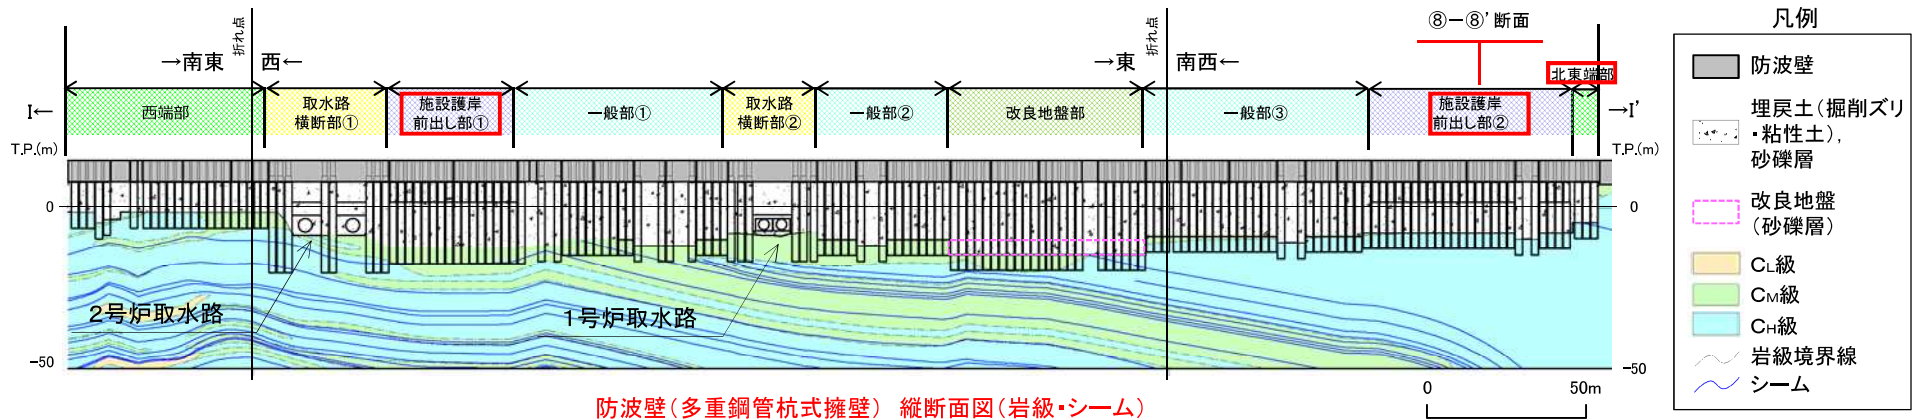 ⑧－⑧’断面
折れ点
折れ点
→南東
西←
→東
南西←
I←
西端部
取水路
横断部①
施設護岸
前出し部①
一般部①
取水路
横断部②
一般部②
改良地盤部
一般部③
施設護岸
前出し部②
北東端部
→I’
T.P.(m)
T.P.(m)
0
0
2号炉取水路
1号炉取水路
－50
－50
0
50m
防波壁（多重鋼管杭式擁壁） 縦断面図（岩級・シーム）
凡例
防波壁
埋戻土（掘削ズリ
・粘性土），
砂礫層
改良地盤
（砂礫層）
CL級
CM級
CH級
岩級境界線
シーム